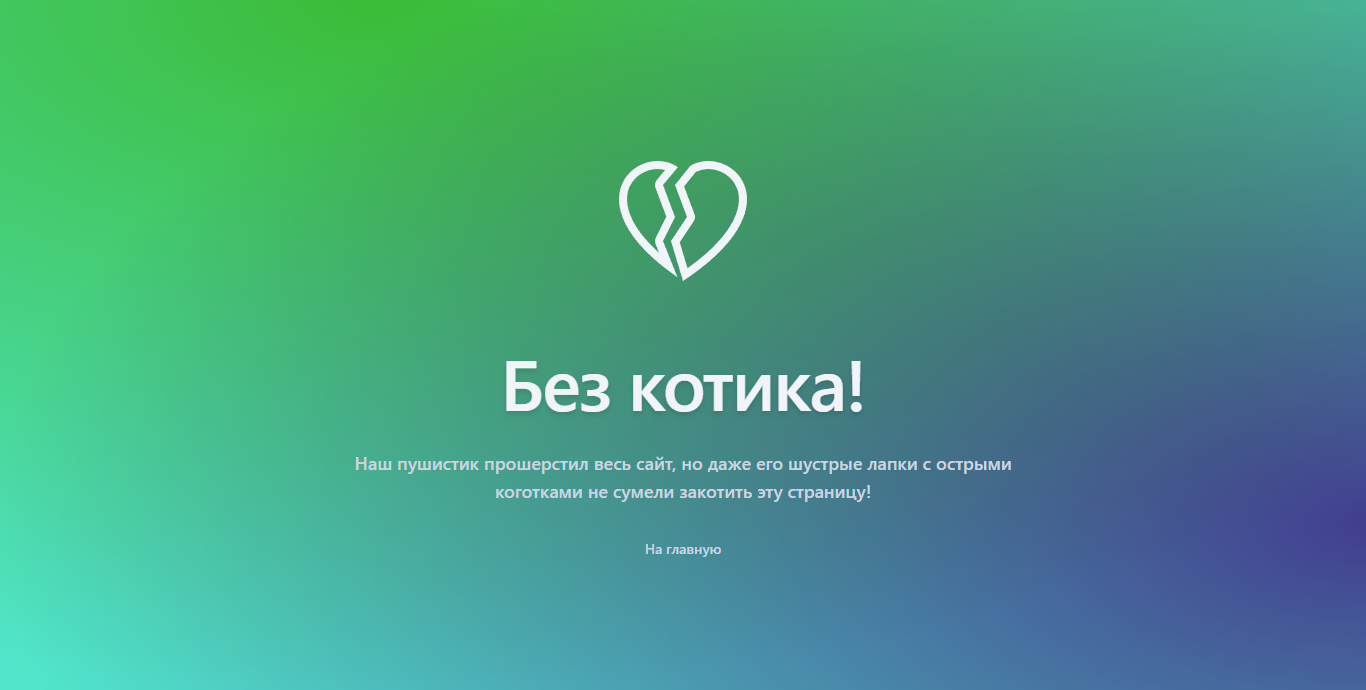 Без котика!
Наш пушистик прошерстил весь сайт, но даже его шустрые лапки с острыми
коготками не сумели закотить эту страницу!
На главную